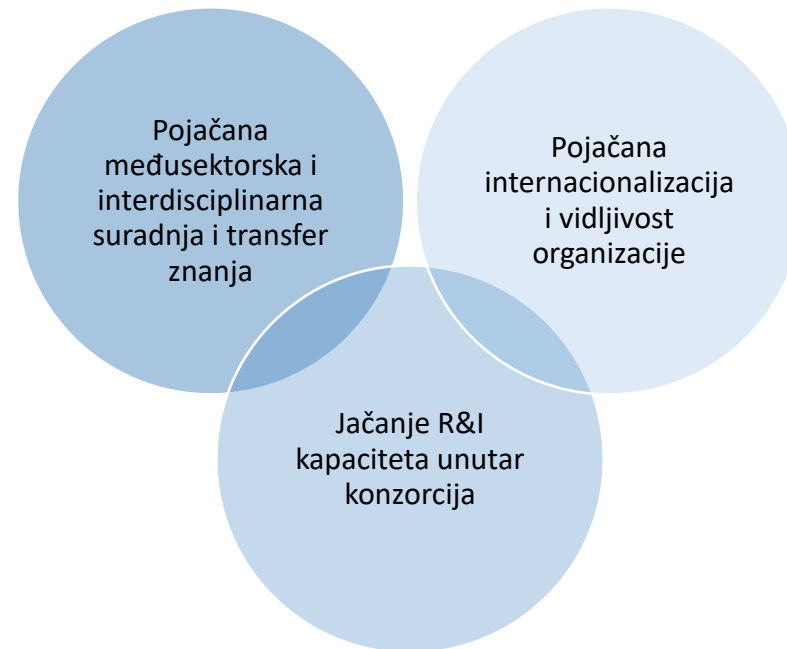 Pojačana
međusektorska i
interdisciplinarna
suradnja i transfer
znanja
Pojačana
internacionalizacija
i vidljivost
organizacije
Jačanje R&I
kapaciteta unutar
konzorcija